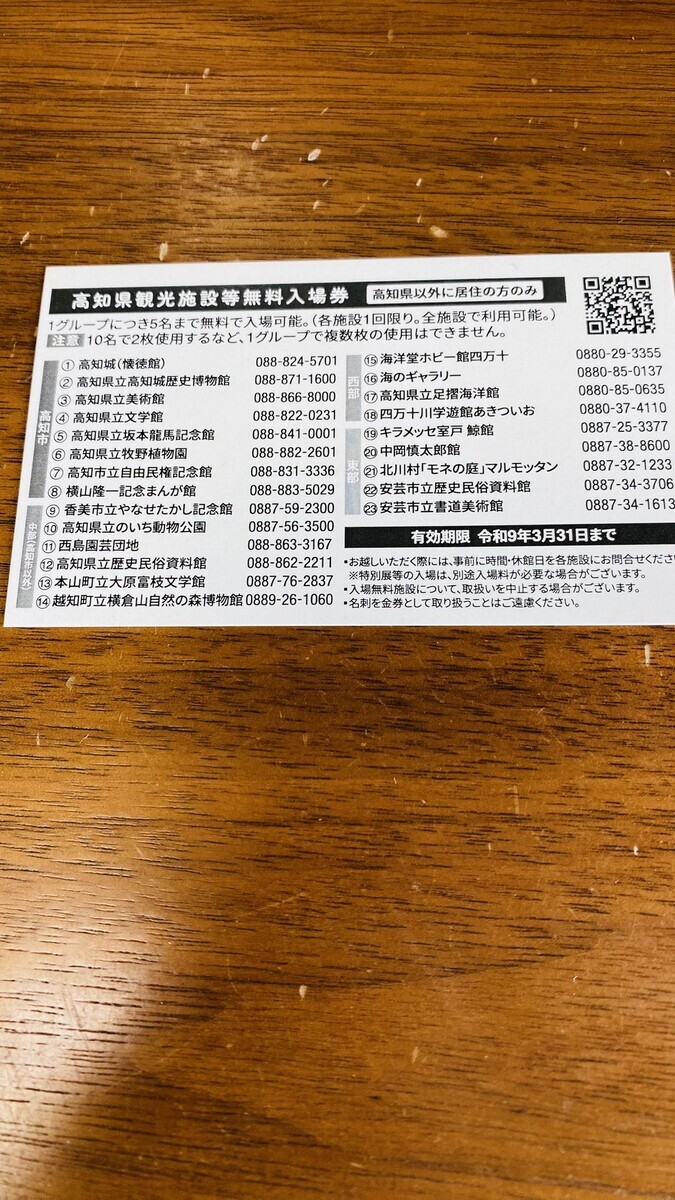 高知県観光施設等無料入場券 高知県以外に居住の方のみ
1グループにつき5名まで無料で入場可能。(各施設1回限り。全施設で利用可能。)
注意 10名で2枚使用するなど、1グループで複数枚の使用はできません。
高知市
① 高知城(懐徳館) 088-824-5701
② 高知県立高知城歴史博物館 088-871-1600
③ 高知県立美術館 088-866-8000
④ 高知県立文学館 088-822-0231
⑤ 高知県立坂本龍馬記念館 088-841-0001
⑥ 高知県立牧野植物園 088-882-2601
⑦ 高知市立自由民権記念館 088-831-3336
⑧ 横山隆一記念まんが館 088-883-5029
中部(高知市以外)
⑨ 香美市立やなせたかし記念館 0887-59-2300
⑩ 高知県立のいち動物公園 0887-56-3500
⑪ 西島園芸団地 088-863-3167
⑫ 高知県立歴史民俗資料館 088-862-2211
⑬ 本山町立大原富枝文学館 0887-76-2837
⑭ 越知町立横倉山自然の森博物館 0889-26-1060
西部
⑮ 海洋堂ホビー館四万十 0880-29-3355
⑯ 海のギャラリー 0880-85-0137
⑰ 高知県立足摺海洋館 0880-85-0635
⑱ 四万十川学遊館あきついお 0880-37-4110
東部
⑲ キラメッセ室戸 鯨館 0887-25-3377
⑳ 中岡慎太郎館 0887-38-8600
㉑ 北川村「モネの庭」マルモッタン 0887-32-1233
㉒ 安芸市立歴史民俗資料館 0887-34-3706
㉓ 安芸市立書道美術館 0887-34-1613
有効期限 令和9年3月31日まで
▪お越しいただく際には、事前に時間・休館日を各施設にお問合せくださ
※特別展等の入場は、別途入場料が必要な場合がございます。
▪入場無料施設について、取扱いを中止する場合がございます。
▪名刺を金券として取り扱うことはご遠慮ください。